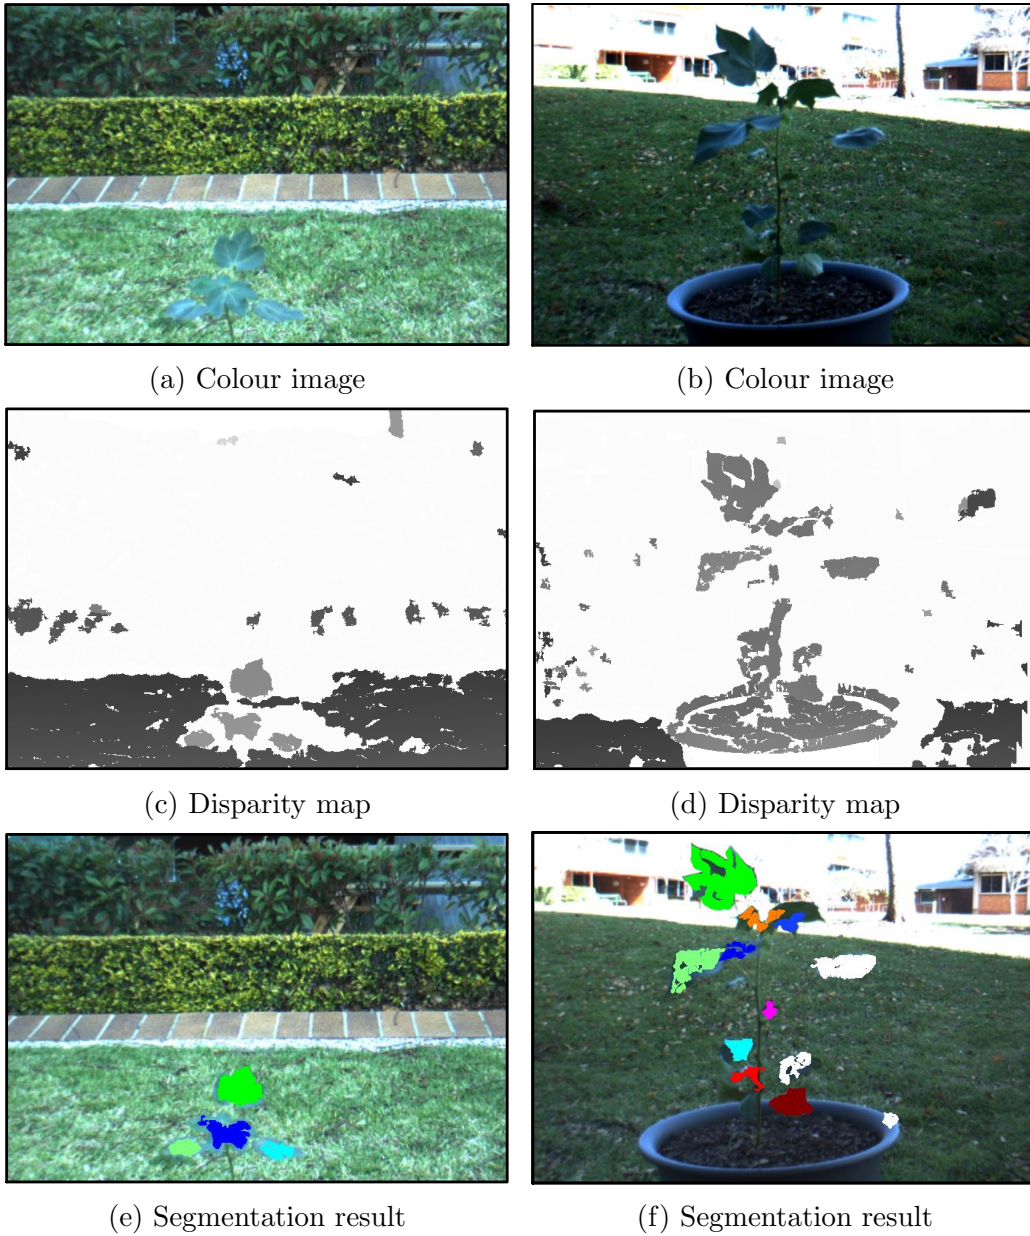 (a) Colour image
(b) Colour image
(c) Disparity map
(d) Disparity map
(e) Segmentation result
(f) Segmentation result